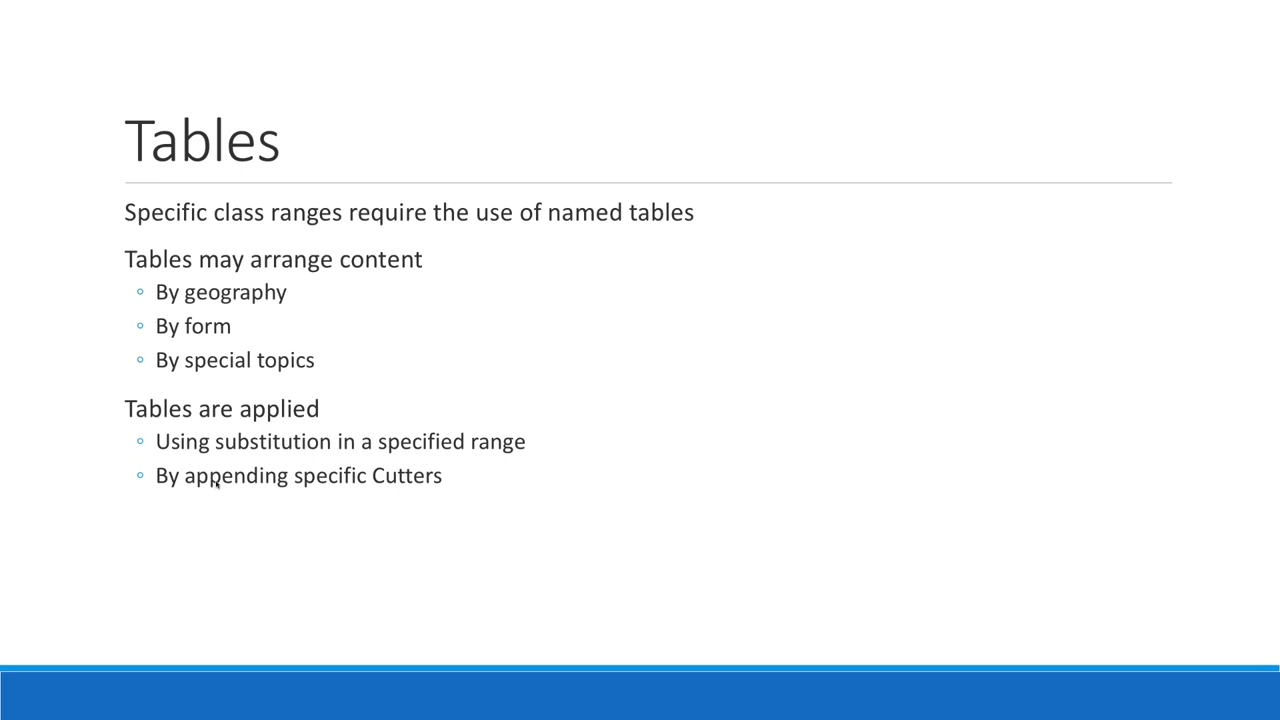 Tables
Specific class ranges require the use of named tables
Tables may arrange content
◦ By geography
◦ By form
◦ By special topics
Tables are applied
◦ Using substitution in a specified range
◦ By appending specific Cutters